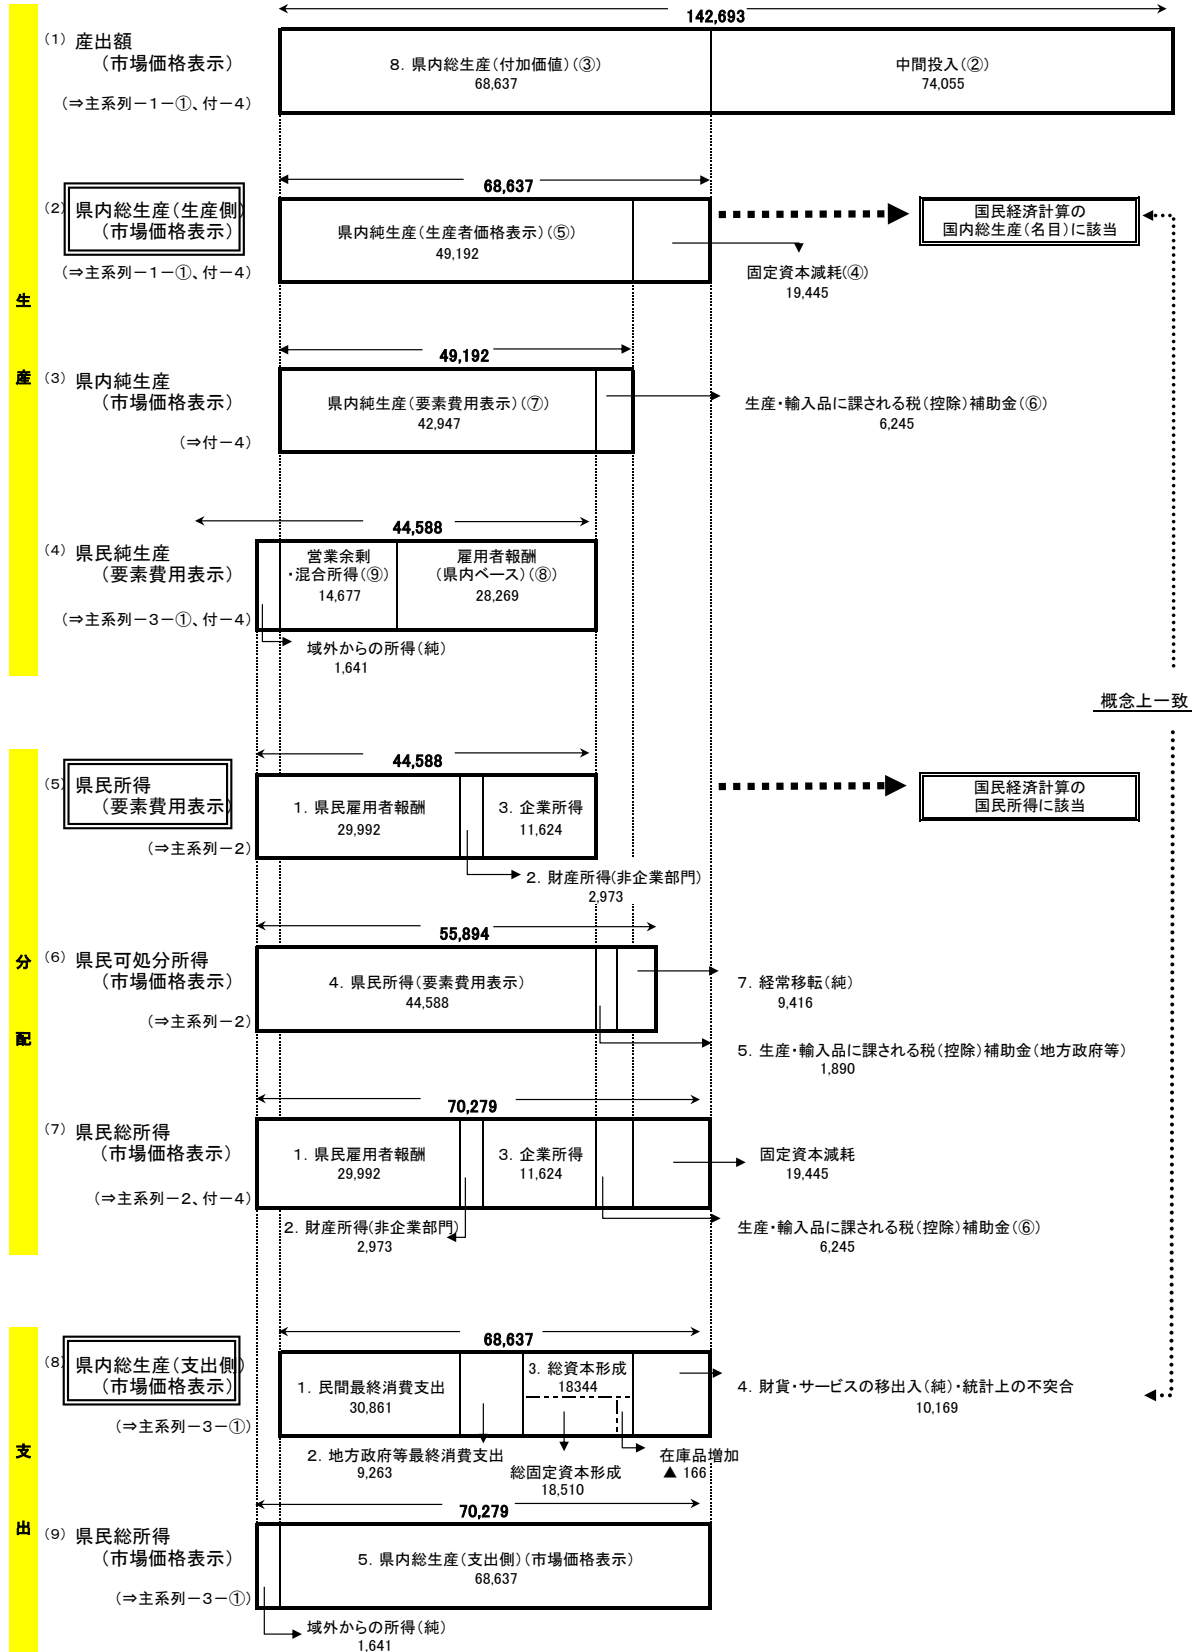 142,693
(1) 産出額
(市場価格表示)
8. 県内総生産(付加価値)(③)
68,637
中間投入(②)
74,055
(⇒主系列－1－①、付－4)
68,637
(2) 県内総生産(生産側)
(市場価格表示)
県内純生産(生産者価格表示)(⑤)
49,192
国民経済計算の
国内総生産(名目)に該当
(⇒主系列－1－①、付－4)
固定資本減耗(④)
19,445
生
産
49,192
(3) 県内純生産
(市場価格表示)
県内純生産(要素費用表示)(⑦)
42,947
生産・輸入品に課される税(控除)補助金(⑥)
6,245
(⇒付－4)
44,588
(4) 県民純生産
(要素費用表示)
営業余剰
・混合所得(⑨)
14,677
雇用者報酬
(県内ベース)(⑧)
28,269
(⇒主系列－3－①、付－4)
域外からの所得(純)
1,641
概念上一致
44,588
(5) 県民所得
(要素費用表示)
1. 県民雇用者報酬
29,992
3. 企業所得
11,624
国民経済計算の
国民所得に該当
(⇒主系列－2)
2. 財産所得(非企業部門)
2,973
分
配
55,894
(6) 県民可処分所得
(市場価格表示)
4. 県民所得(要素費用表示)
44,588
7. 経常移転(純)
9,416
(⇒主系列－2)
5. 生産・輸入品に課される税(控除)補助金(地方政府等)
1,890
70,279
(7) 県民総所得
(市場価格表示)
1. 県民雇用者報酬
29,992
3. 企業所得
11,624
固定資本減耗
19,445
(⇒主系列－2、付－4)
2. 財産所得(非企業部門)
2,973
生産・輸入品に課される税(控除)補助金(⑥)
6,245
68,637
(8) 県内総生産(支出側)
(市場価格表示)
1. 民間最終消費支出
30,861
3. 総資本形成
18344
4. 財貨・サービスの移出入(純)・統計上の不突合
10,169
(⇒主系列－3－①)
2. 地方政府等最終消費支出
9,263
総固定資本形成
18,510
在庫品増加
▲ 166
支
出
70,279
(9) 県民総所得
(市場価格表示)
5. 県内総生産(支出側)(市場価格表示)
68,637
(⇒主系列－3－①)
域外からの所得(純)
1,641